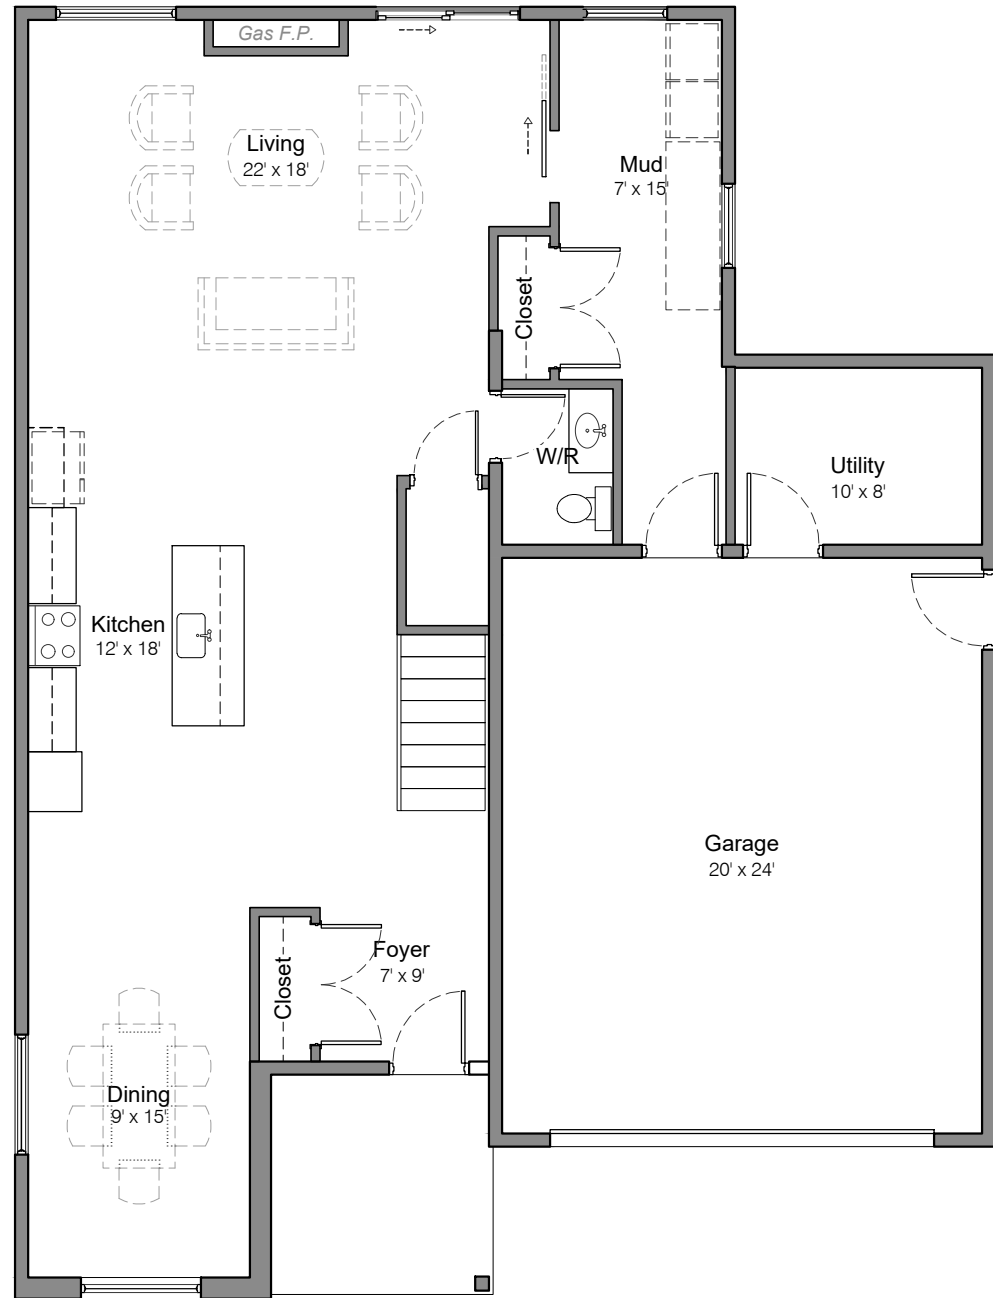 Gas F.P.
Living
22' x 18'
Mud
7' x 15'
Closet
W/R
Utility
10' x 8'
Kitchen
12' x 18'
Garage
20' x 24'
Foyer
7' x 9'
Closet
Dining
9' x 15'